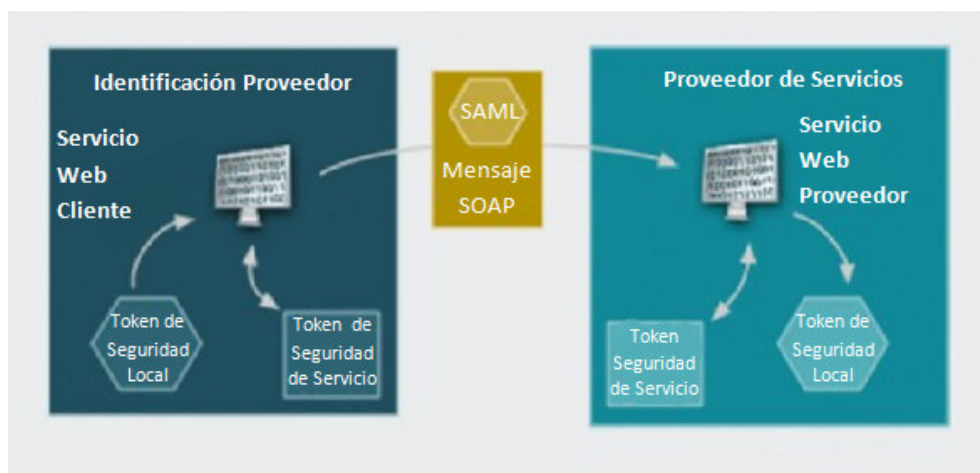 Identificación Proveedor
Servicio
Web
Cliente
Token de
Seguridad
Local
Token de
Seguridad
de Servicio
SAML
Mensaje
SOAP
Proveedor de Servicios
Servicio
Web
Proveedor
Token
Seguridad
de Servicio
Token de
Seguridad
Local